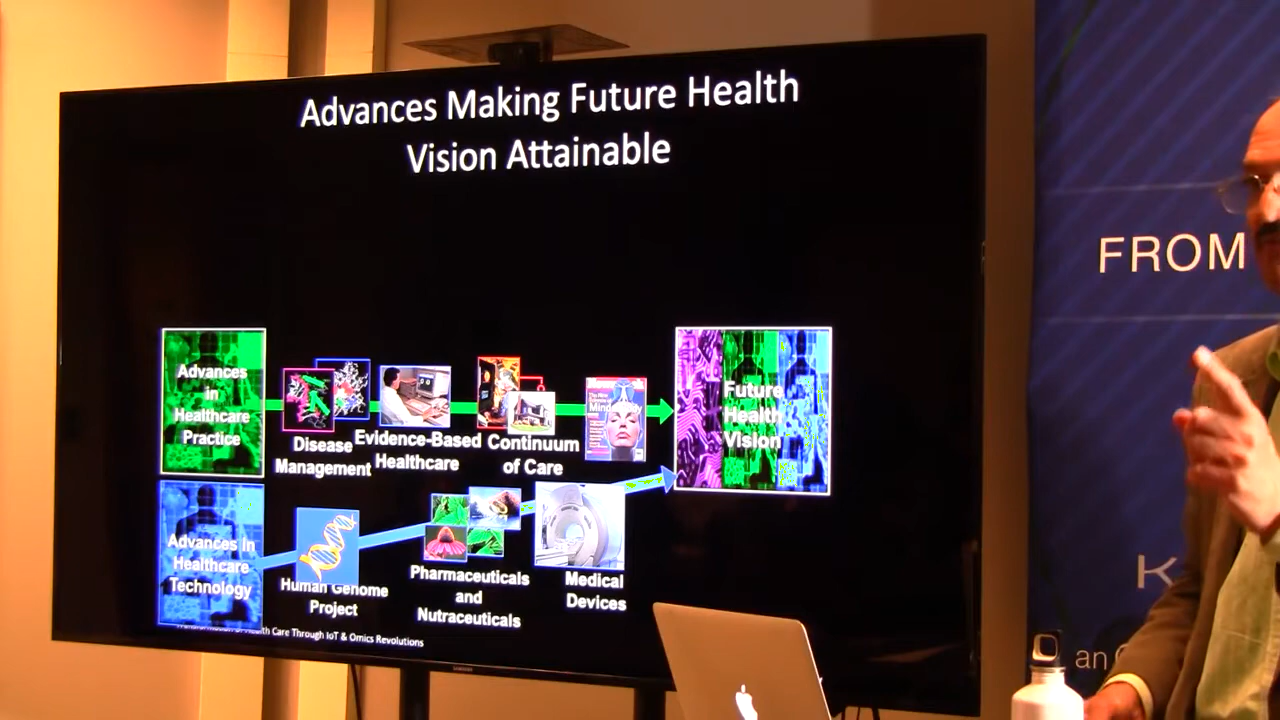 Advances Making Future Health
Vision Attainable
Advances
in
Healthcare
Practice
Disease
Management
Evidence-Based
Healthcare
Continuum
of Care
Future
Health
Vision
Advances in
Healthcare
Technology
Human Genome
Project
Pharmaceuticals
and
Nutraceuticals
Medical
Devices
Health Care Through IoT & Omics Revolutions
SAMSUNG
FROM
K
an